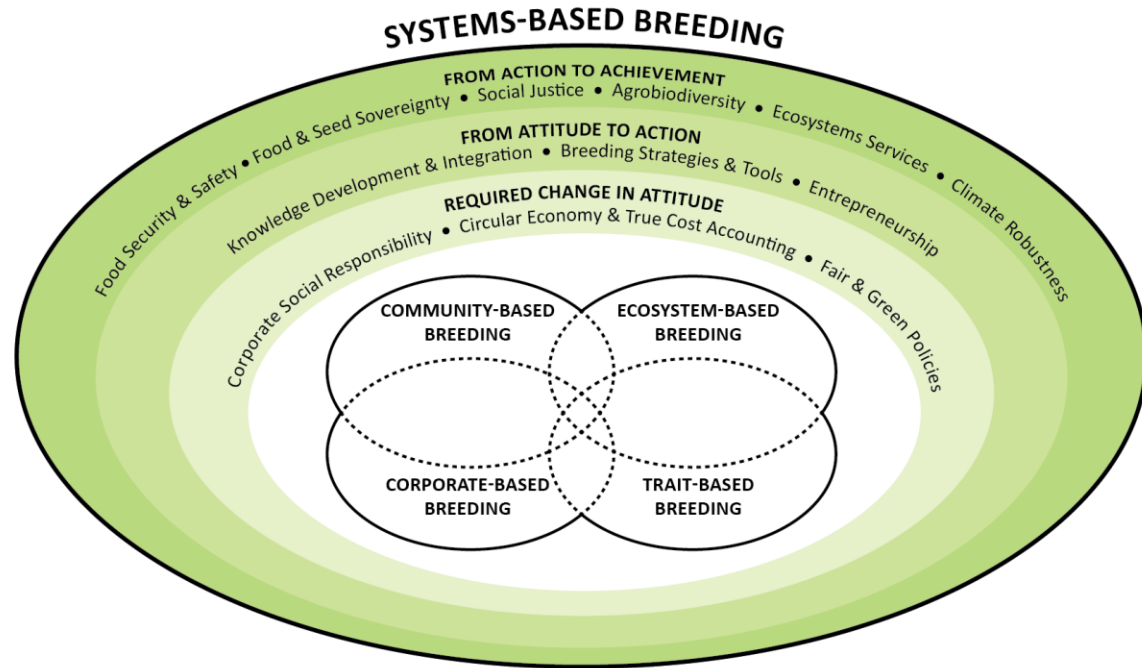 SYSTEMS-BASED BREEDING
FROM ACTION TO ACHIEVEMENT
Food Security & Safety • Food & Seed Sovereignty • Social Justice • Agrobiodiversity • Ecosystems Services • Climate Robustness
FROM ATTITUDE TO ACTION
Knowledge Development & Integration • Breeding Strategies & Tools • Entrepreneurship
REQUIRED CHANGE IN ATTITUDE
Corporate Social Responsibility • Circular Economy & True Cost Accounting • Fair & Green Policies
COMMUNITY-BASED
BREEDING
ECOSYSTEM-BASED
BREEDING
CORPORATE-BASED
BREEDING
TRAIT-BASED
BREEDING